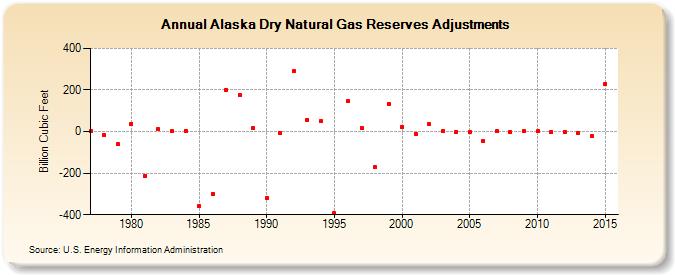 Annual Alaska Dry Natural Gas Reserves Adjustments
Billion Cubic Feet
400
200
0
-200
-400
1980 1985 1990 1995 2000 2005 2010 2015
Source: U.S. Energy Information Administration